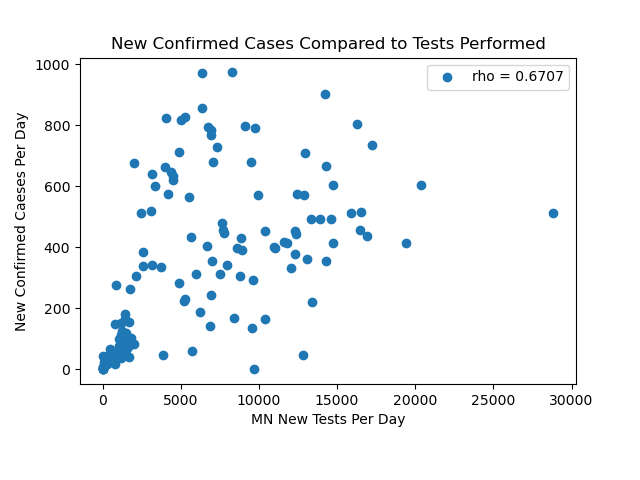 New Confirmed Cases Compared to Tests Performed
rho = 0.6707
New Confirmed Caeses Per Day
1000
800
600
400
200
0
0 5000 10000 15000 20000 25000 30000
MN New Tests Per Day